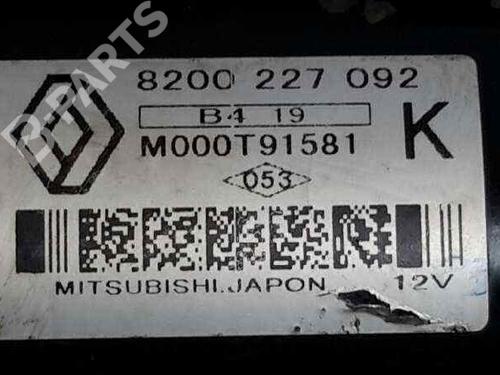 8200 227 092
B4 19
M000T91581
K
053
MITSUBISHI.JAPON 12V
B-PARTS